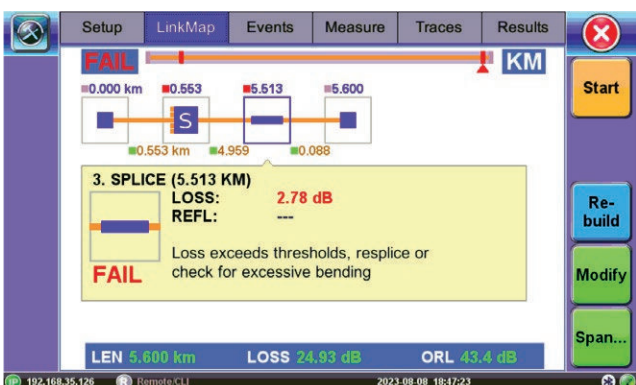 Setup LinkMap Events Measure Traces Results
FAIL KM
0.000 km 0.553 5.513 5.600
S
0.553 km 4.959 0.088
3. SPLICE (5.513 KM)
LOSS: 2.78 dB
REFL: ---
Loss exceeds thresholds, resplice or
check for excessive bending
FAIL
LEN 5.600 km LOSS 24.93 dB ORL 43.4 dB
IP 192.168.35.126 R Remote/CLI 2023-08-08 18:47:23
Start
Re-
build
Modify
Span...